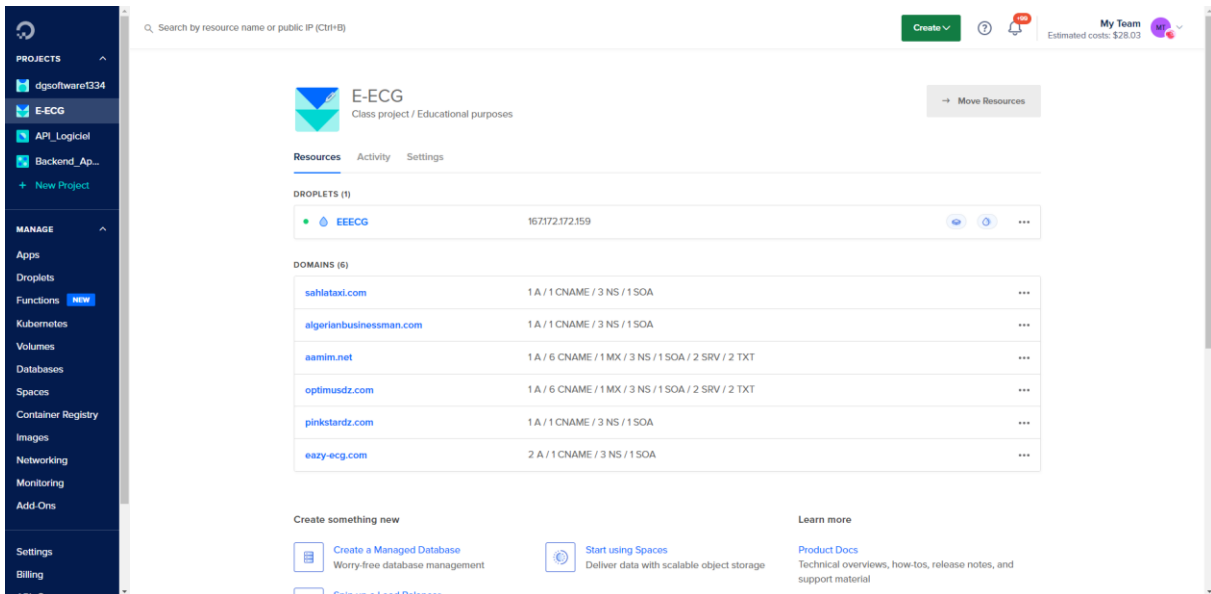 Search by resource name or public IP (Ctrl+B)
Create
+99
My Team
Estimated costs: $28.03
MT
PROJECTS
dgsoftware1334
E-ECG
API_Logiciel
Backend_Ap...
+ New Project
MANAGE
Apps
Droplets
Functions NEW
Kubernetes
Volumes
Databases
Spaces
Container Registry
Images
Networking
Monitoring
Add-Ons
Settings
Billing
E-ECG
Class project / Educational purposes
→ Move Resources
Resources Activity Settings
DROPLETS (1)
EEECG 167.172.172.159
DOMAINS (6)
sahlataxi.com 1 A / 1 CNAME / 3 NS / 1 SOA
algerianbusinessman.com 1 A / 1 CNAME / 3 NS / 1 SOA
aamim.net 1 A / 6 CNAME / 1 MX / 3 NS / 1 SOA / 2 SRV / 2 TXT
optimusdz.com 1 A / 6 CNAME / 1 MX / 3 NS / 1 SOA / 2 SRV / 2 TXT
pinkstardz.com 1 A / 1 CNAME / 3 NS / 1 SOA
eazy-ecg.com 2 A / 1 CNAME / 3 NS / 1 SOA
Create something new
Create a Managed Database
Worry-free database management
Start using Spaces
Deliver data with scalable object storage
Learn more
Product Docs
Technical overviews, how-tos, release notes, and
support material